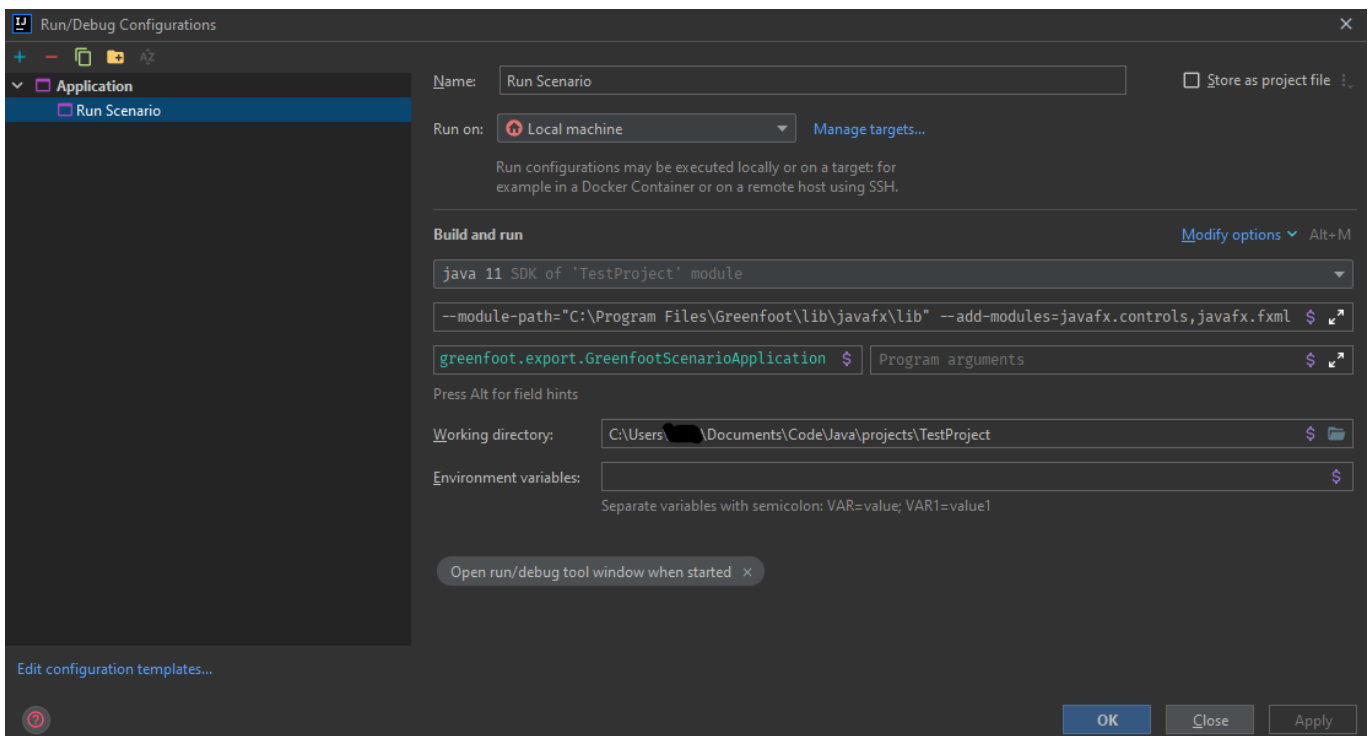 Run/Debug Configurations
Application
Run Scenario
Name:
Run Scenario
Store as project file
Run on:
Local machine
Manage targets...
Run configurations may be executed locally or on a target: for
example in a Docker Container or on a remote host using SSH.
Build and run
Modify options Alt+M
java 11 SDK of 'TestProject' module
--module-path="C:\Program Files\Greenfoot\lib\javafx\lib" --add-modules=javafx.controls,javafx.fxml
greenfoot.export.GreenfootScenarioApplication
Program arguments
Press Alt for field hints
Working directory:
C:\Users\ \Documents\Code\Java\projects\TestProject
Environment variables:
Separate variables with semicolon: VAR=value; VAR1=value1
Open run/debug tool window when started
Edit configuration templates...
OK
Close
Apply